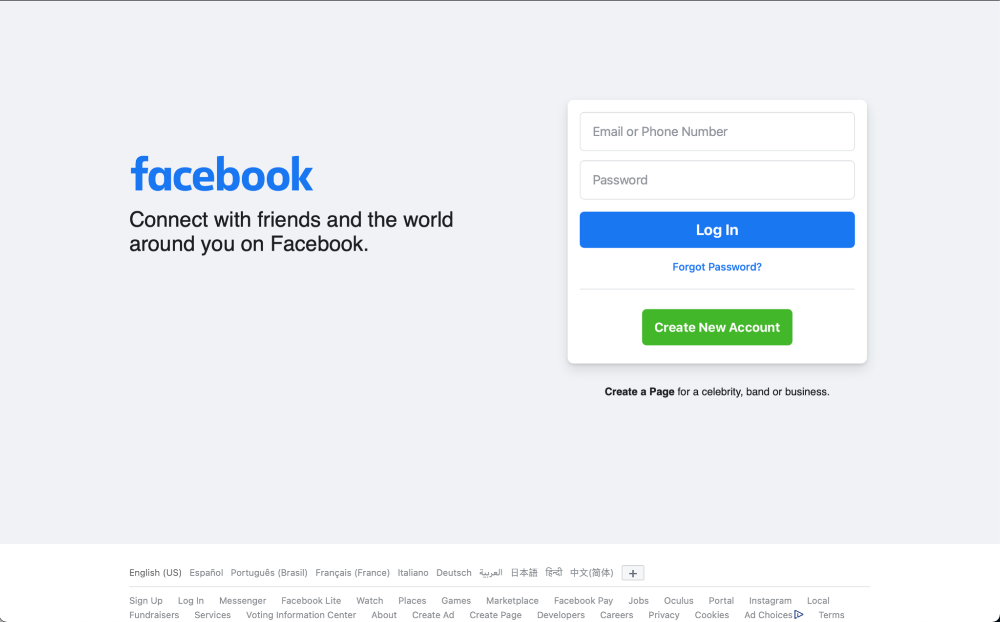 facebook
Connect with friends and the world
around you on Facebook.
Email or Phone Number
Password
Log In
Forgot Password?
Create New Account
Create a Page for a celebrity, band or business.
English (US) Español Português (Brasil) Français (France) Italiano Deutsch العربية 日本語 हिन्दी 中文(简体) +
Sign Up Log In Messenger Facebook Lite Watch Places Games Marketplace Facebook Pay Jobs Oculus Portal Instagram Local
Fundraisers Services Voting Information Center About Create Ad Create Page Developers Careers Privacy Cookies Ad Choices Terms